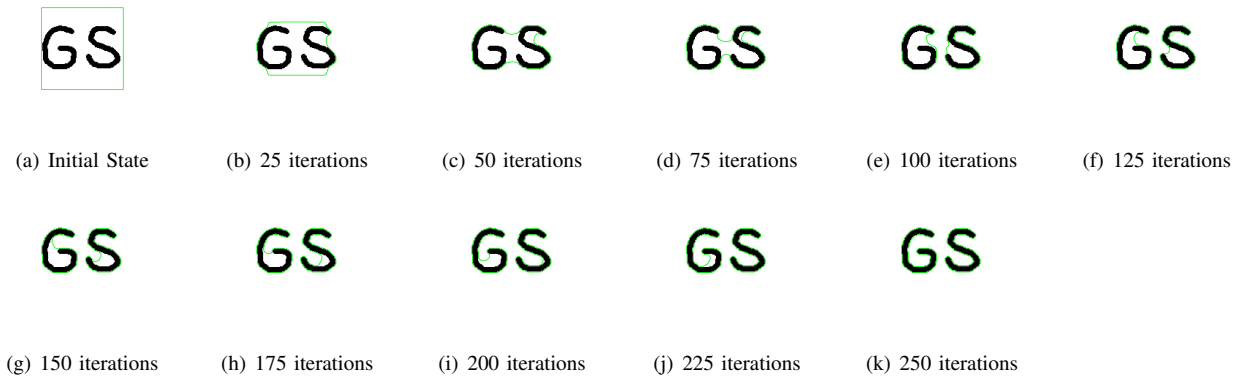 GS GS GS GS GS GS
(a) Initial State (b) 25 iterations (c) 50 iterations (d) 75 iterations (e) 100 iterations (f) 125 iterations
GS GS GS GS GS
(g) 150 iterations (h) 175 iterations (i) 200 iterations (j) 225 iterations (k) 250 iterations